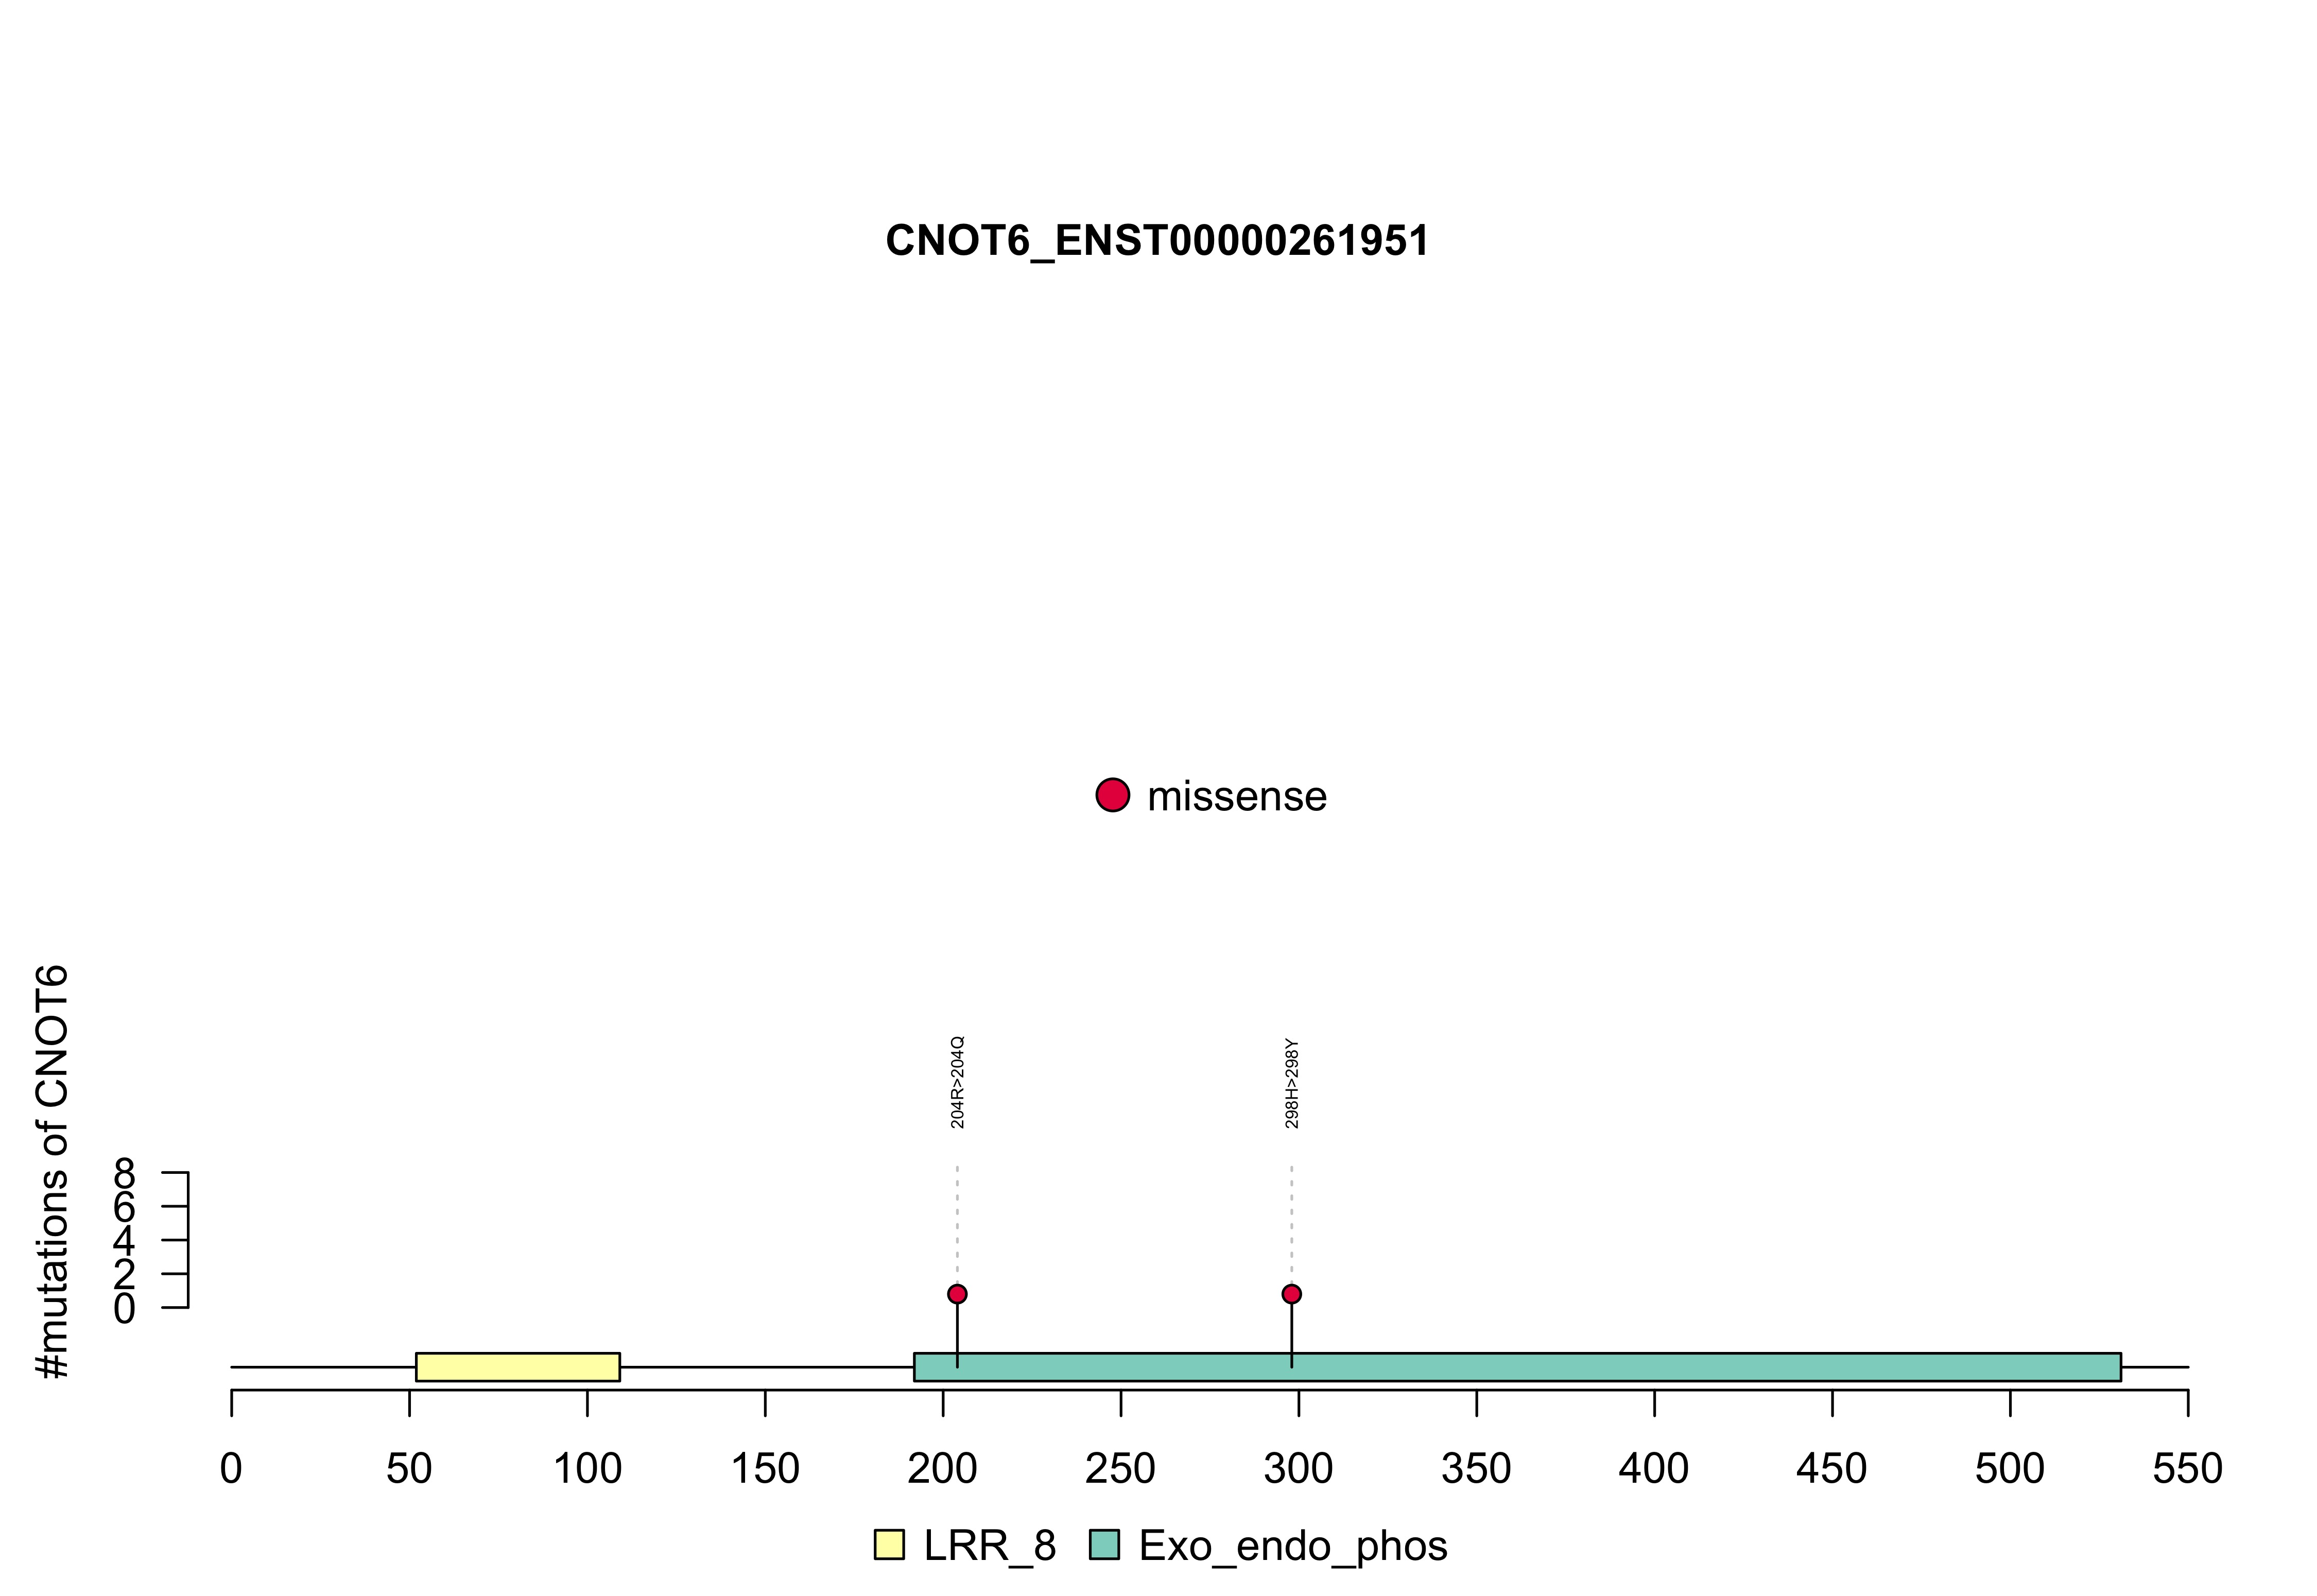 CNOT6_ENST00000261951
missense
#mutations of CNOT6
204R>204Q
298H>298Y
8
6
4
2
0
0 50 100 150 200 250 300 350 400 450 500 550
LRR_8 Exo_endo_phos